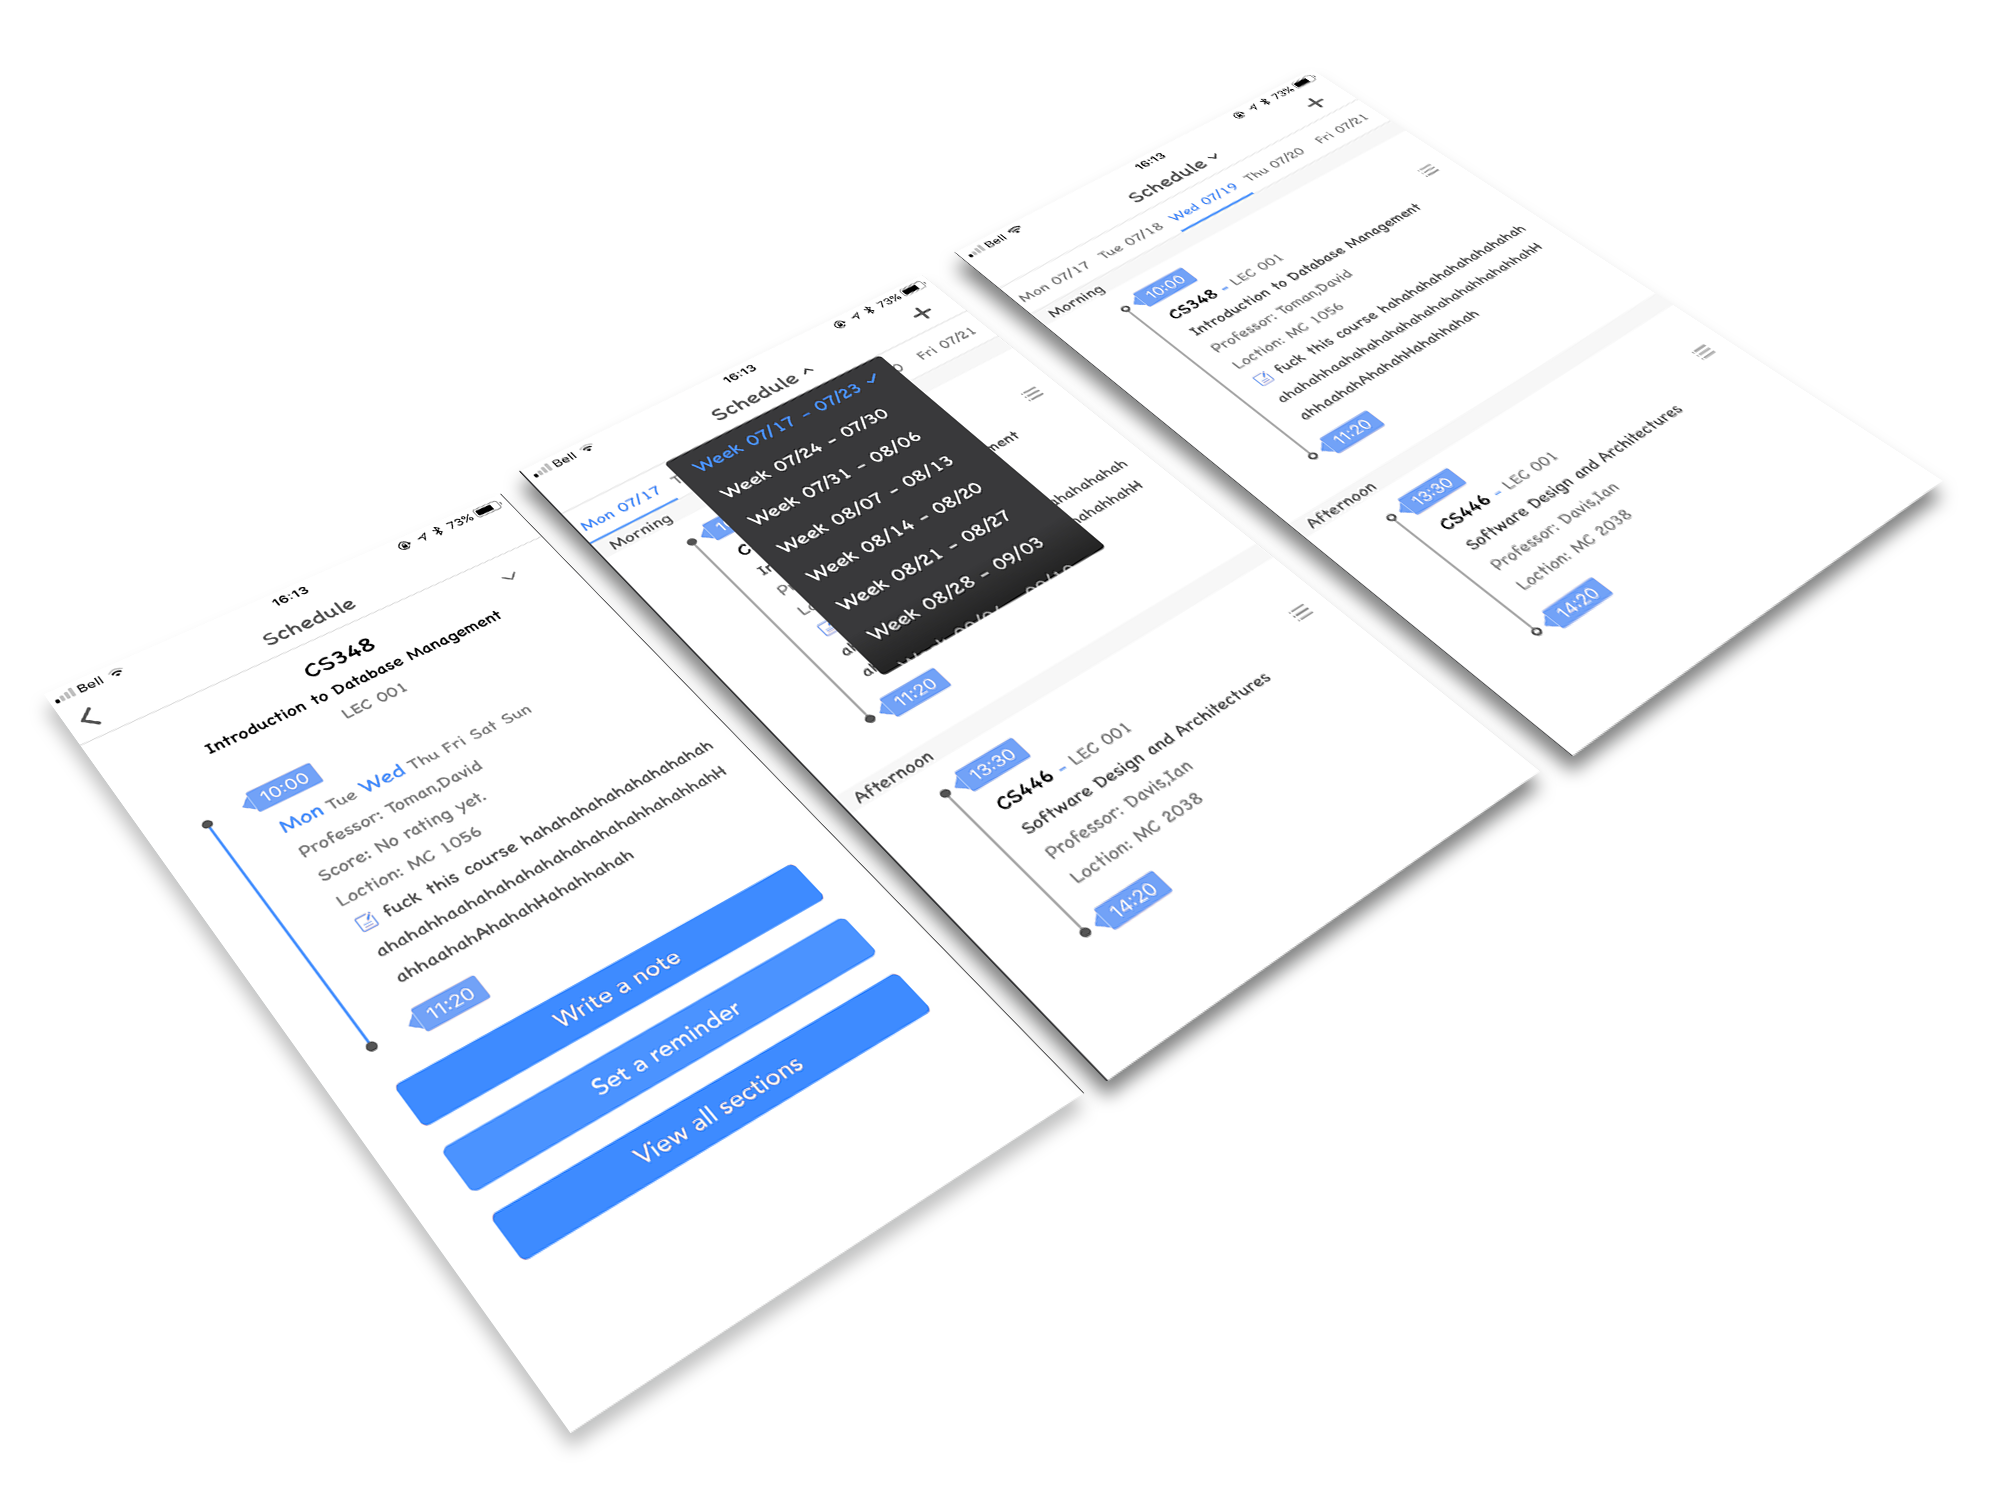 Bell 16:13 73%
Schedule
CS348
Introduction to Database Management
LEC 001
10:00
Mon Tue Wed Thu Fri Sat Sun
Professor: Toman,David
Score: No rating yet.
Loction: MC 1056
fuck this course hahahahahahahahahah
ahahahhaahahahahahahahahhahahhahH
ahhaahahAhahahHahahhahah
11:20
Write a note
Set a reminder
View all sections
Bell 16:13 73%
Schedule
Mon 07/17 Fri 07/21
Week 07/17 - 07/23
Week 07/24 - 07/30
Week 07/31 - 08/06
Week 08/07 - 08/13
Week 08/14 - 08/20
Week 08/21 - 08/27
Week 08/28 - 09/03
Morning
11:20
Afternoon
13:30
CS446 - LEC 001
Software Design and Architectures
Professor: Davis,Ian
Loction: MC 2038
14:20
Bell 16:13 73%
Schedule
Mon 07/17 Tue 07/18 Wed 07/19 Thu 07/20 Fri 07/21
Morning
10:00
CS348 - LEC 001
Introduction to Database Management
Professor: Toman,David
Loction: MC 1056
fuck this course hahahahahahahahahah
ahahahhaahahahahahahahahhahahhahH
ahhaahahAhahahHahahhahah
11:20
Afternoon
13:30
CS446 - LEC 001
Software Design and Architectures
Professor: Davis,Ian
Loction: MC 2038
14:20